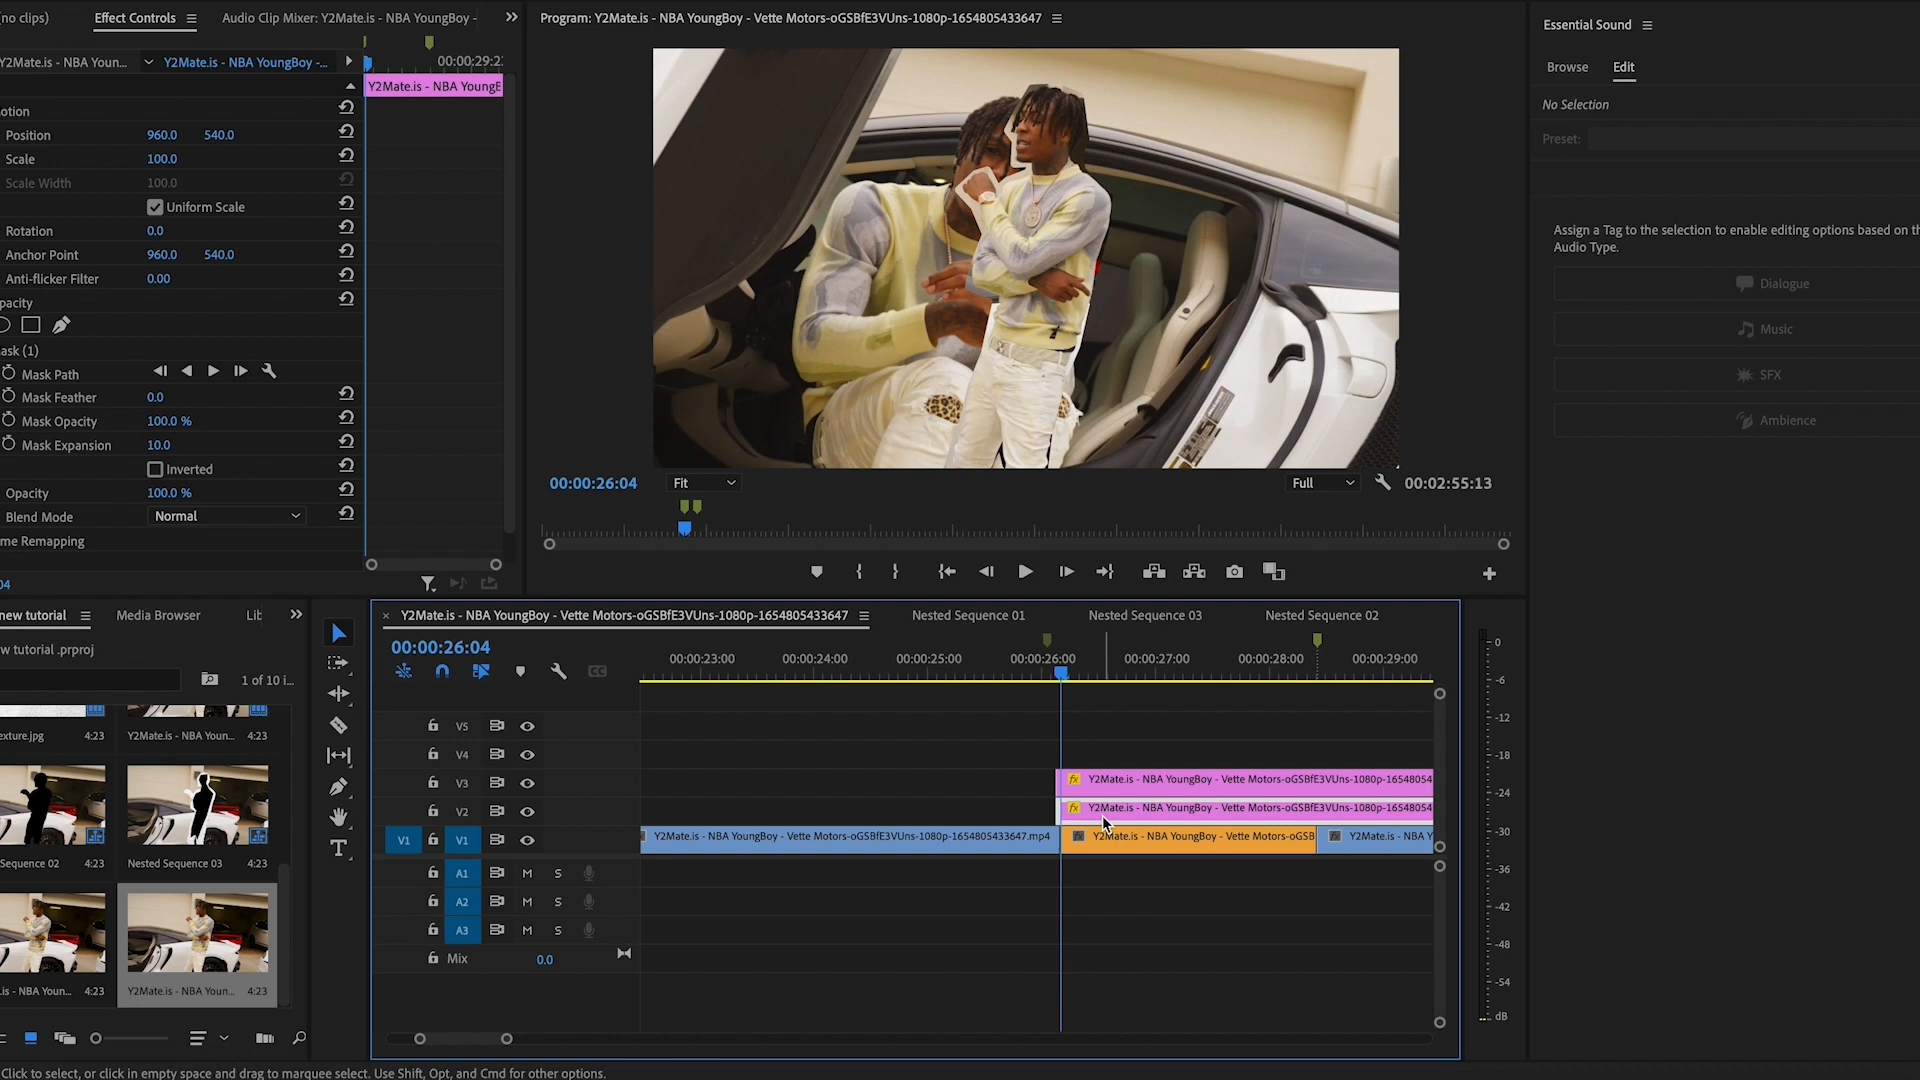 no clips)
Effect Controls
Audio Clip Mixer: Y2Mate.is - NBA YoungBoy -
Y2Mate.is - NBA Youn...
Y2Mate.is - NBA YoungBoy -...
00:00:29:2
Y2Mate.is - NBA YoungB
otion
Position 960.0 540.0
Scale 100.0
Scale Width 100.0
Uniform Scale
Rotation 0.0
Anchor Point 960.0 540.0
Anti-flicker Filter 0.00
pacity
ask (1)
Mask Path
Mask Feather 0.0
Mask Opacity 100.0 %
Mask Expansion 10.0
Inverted
Opacity 100.0 %
Blend Mode Normal
me Remapping
04
Program: Y2Mate.is - NBA YoungBoy - Vette Motors-oGSBfE3VUns-1080p-1654805433647
00:00:26:04
Fit
Full
00:02:55:13
Essential Sound
Browse
Edit
No Selection
Preset:
Assign a Tag to the selection to enable editing options based on th
Audio Type.
Dialogue
Music
SFX
Ambience
new tutorial
Media Browser
Lit
w tutorial .prproj
1 of 10 i...
exture.jpg 4:23
Y2Mate.is - NBA Youn... 4:23
Sequence 02 4:23
Nested Sequence 03 4:23
.is - NBA Youn... 4:23
Y2Mate.is - NBA Youn... 4:23
× Y2Mate.is - NBA YoungBoy - Vette Motors-oGSBfE3VUns-1080p-1654805433647
Nested Sequence 01
Nested Sequence 03
Nested Sequence 02
00:00:26:04
00:00:23:00
00:00:24:00
00:00:25:00
00:00:26:00
00:00:27:00
00:00:28:00
00:00:29:00
CC
V5
V4
V3
fx Y2Mate.is - NBA YoungBoy - Vette Motors-oGSBfE3VUns-1080p-16548054
V2
fx Y2Mate.is - NBA YoungBoy - Vette Motors-oGSBfE3VUns-1080p-16548054
V1
V1
Y2Mate.is - NBA YoungBoy - Vette Motors-oGSBfE3VUns-1080p-1654805433647.mp4
fx Y2Mate.is - NBA YoungBoy - Vette Motors-oGSB
fx Y2Mate.is - NBA Y
A1 M S
A2 M S
A3 M S
Mix 0.0
0
-6
-12
-18
-24
-30
-36
-42
-48
-54
dB
Click to select, or click in empty space and drag to marquee select. Use Shift, Opt, and Cmd for other options.